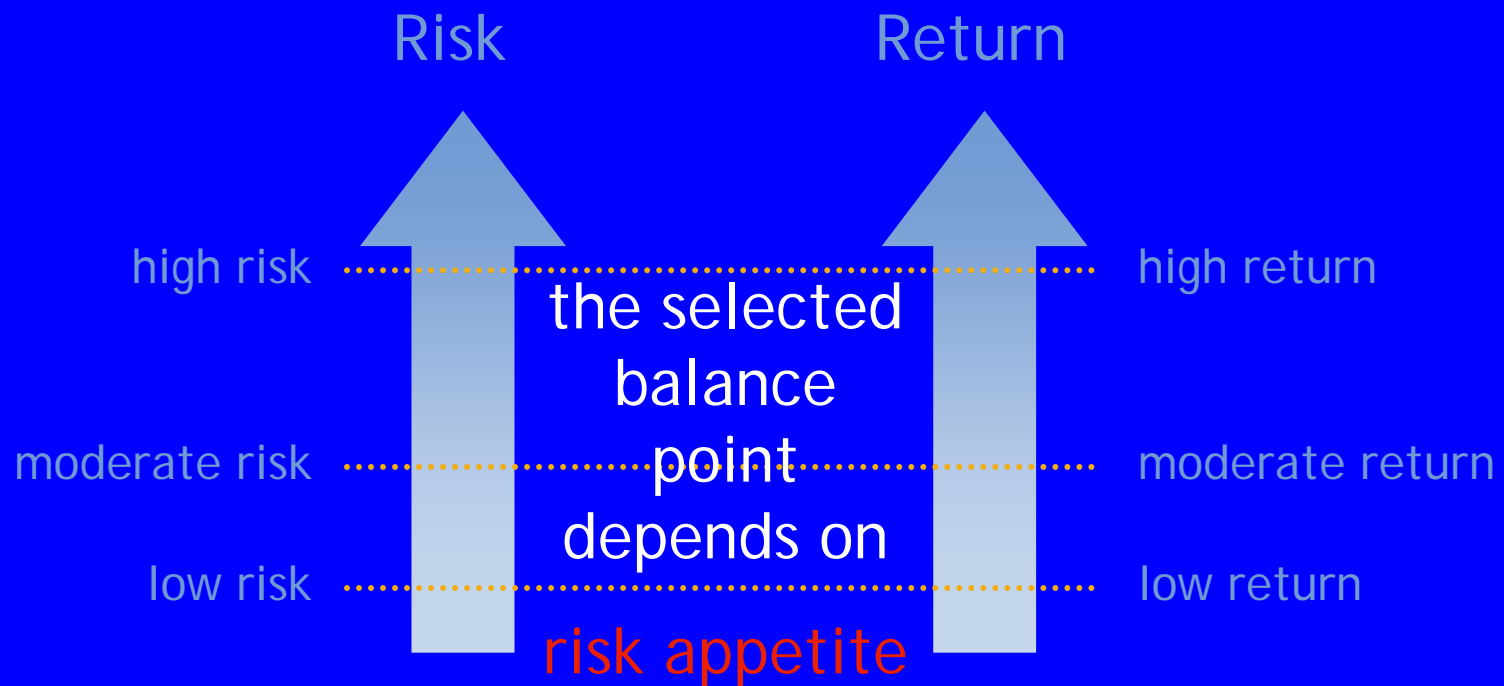 Risk
Return
high risk
high return
the selected
balance
point
depends on
moderate risk
moderate return
low risk
low return
risk appetite